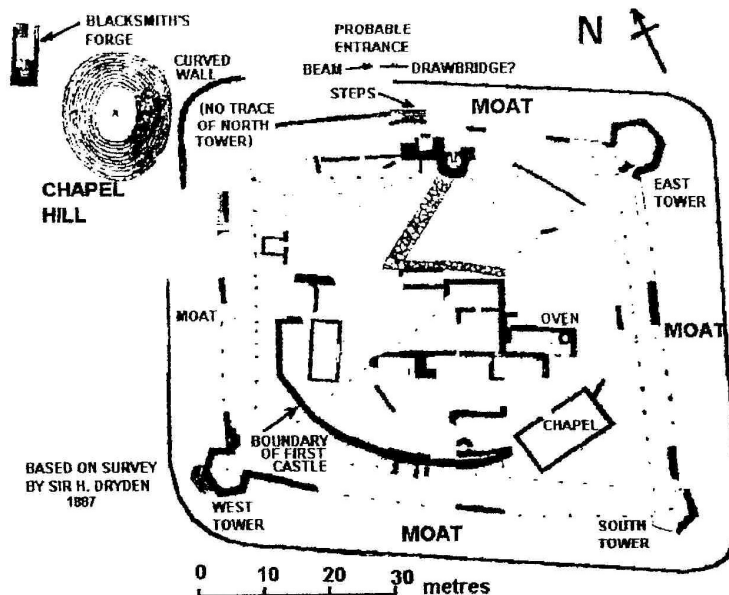 BLACKSMITH'S
FORGE
CURVED
WALL
PROBABLE
ENTRANCE
BEAM
DRAWBRIDGE?
N
STEPS
MOAT
(NO TRACE
OF NORTH
TOWER)
CHAPEL
HILL
EAST
TOWER
MOAT
OVEN
MOAT
CHAPEL
BOUNDARY
OF FIRST
CASTLE
BASED ON SURVEY
BY SIR H. DRYDEN
1887
WEST
TOWER
MOAT
SOUTH
TOWER
0 10 20 30 metres